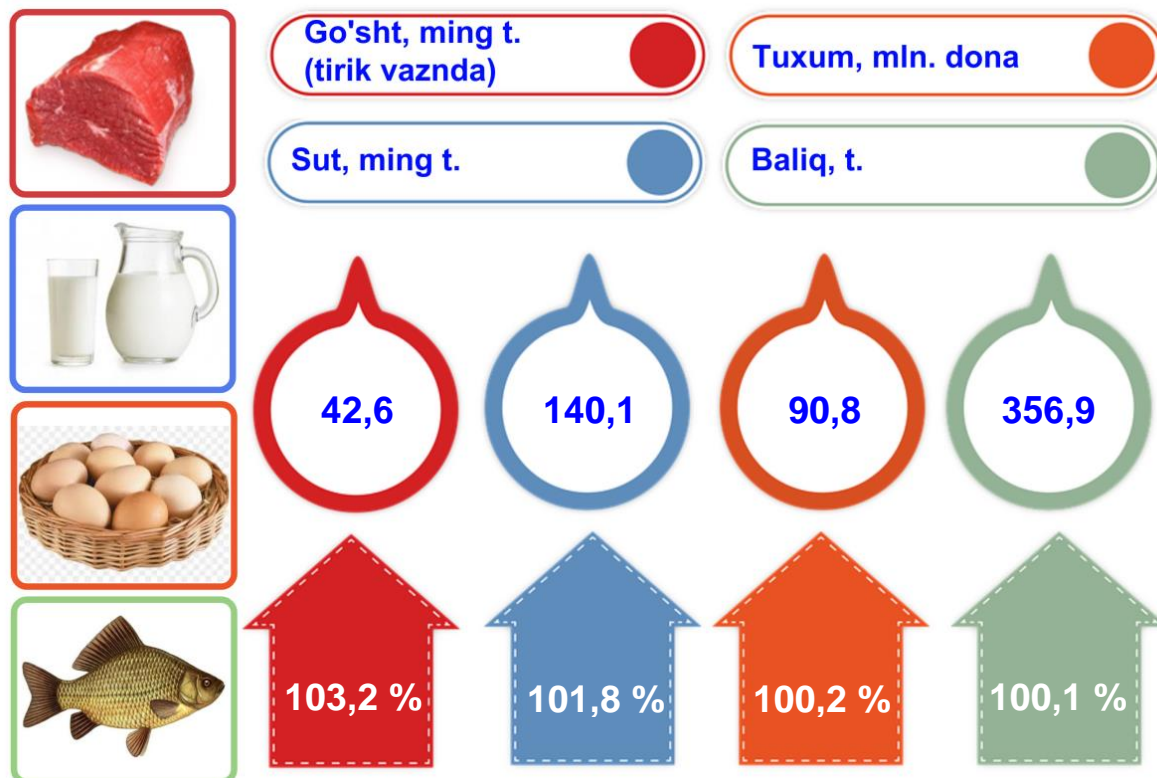 Go'sht, ming t.
(tirik vaznda)
Tuxum, mln. dona
Sut, ming t.
Baliq, t.
42,6
140,1
90,8
356,9
103,2 %
101,8 %
100,2 %
100,1 %